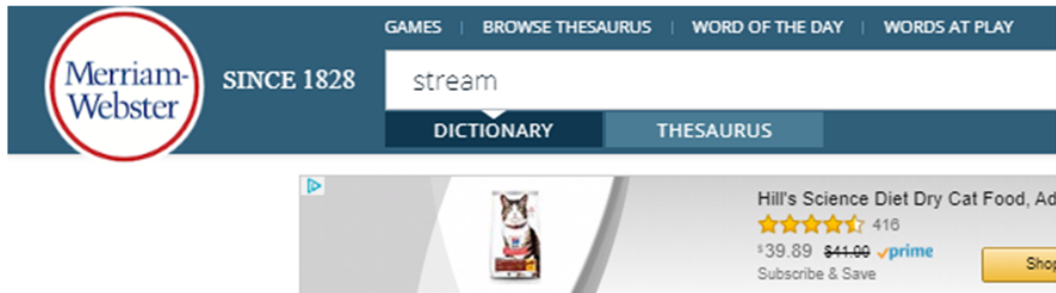 GAMES | BROWSE THESAURUS | WORD OF THE DAY | WORDS AT PLAY
Merriam-
Webster
SINCE 1828
stream
DICTIONARY THESAURUS
Hill's Science Diet Dry Cat Food, Ad
416
$39.89 $41.00 prime
Subscribe & Save
Shop